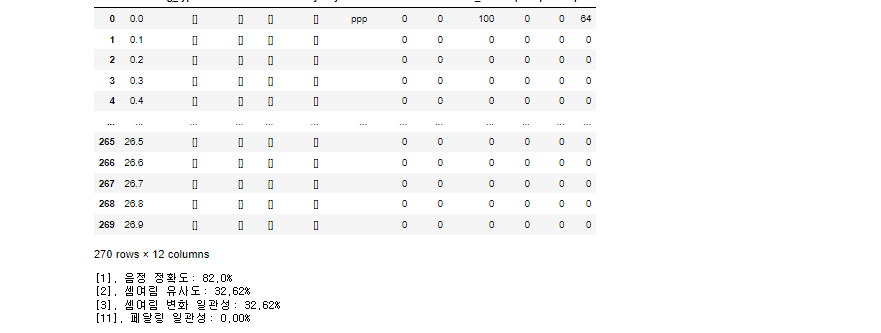 0 0.0 [] [] [] [] ppp 0 0 100 0 0 64
1 0.1 [] [] [] [] 0 0 0 0 0 0
2 0.2 [] [] [] [] 0 0 0 0 0 0
3 0.3 [] [] [] [] 0 0 0 0 0 0
4 0.4 [] [] [] [] 0 0 0 0 0 0
... ... ... ... ... ... ... ... ... ... ... ... ...
265 26.5 [] [] [] [] 0 0 0 0 0 0
266 26.6 [] [] [] [] 0 0 0 0 0 0
267 26.7 [] [] [] [] 0 0 0 0 0 0
268 26.8 [] [] [] [] 0 0 0 0 0 0
269 26.9 [] [] [] [] 0 0 0 0 0 0
270 rows × 12 columns
[1]. 음정 정확도: 82.0%
[2]. 셈여림 유사도: 32.62%
[3]. 셈여림 변화 일관성: 32.62%
[11]. 페달링 일관성: 0.00%